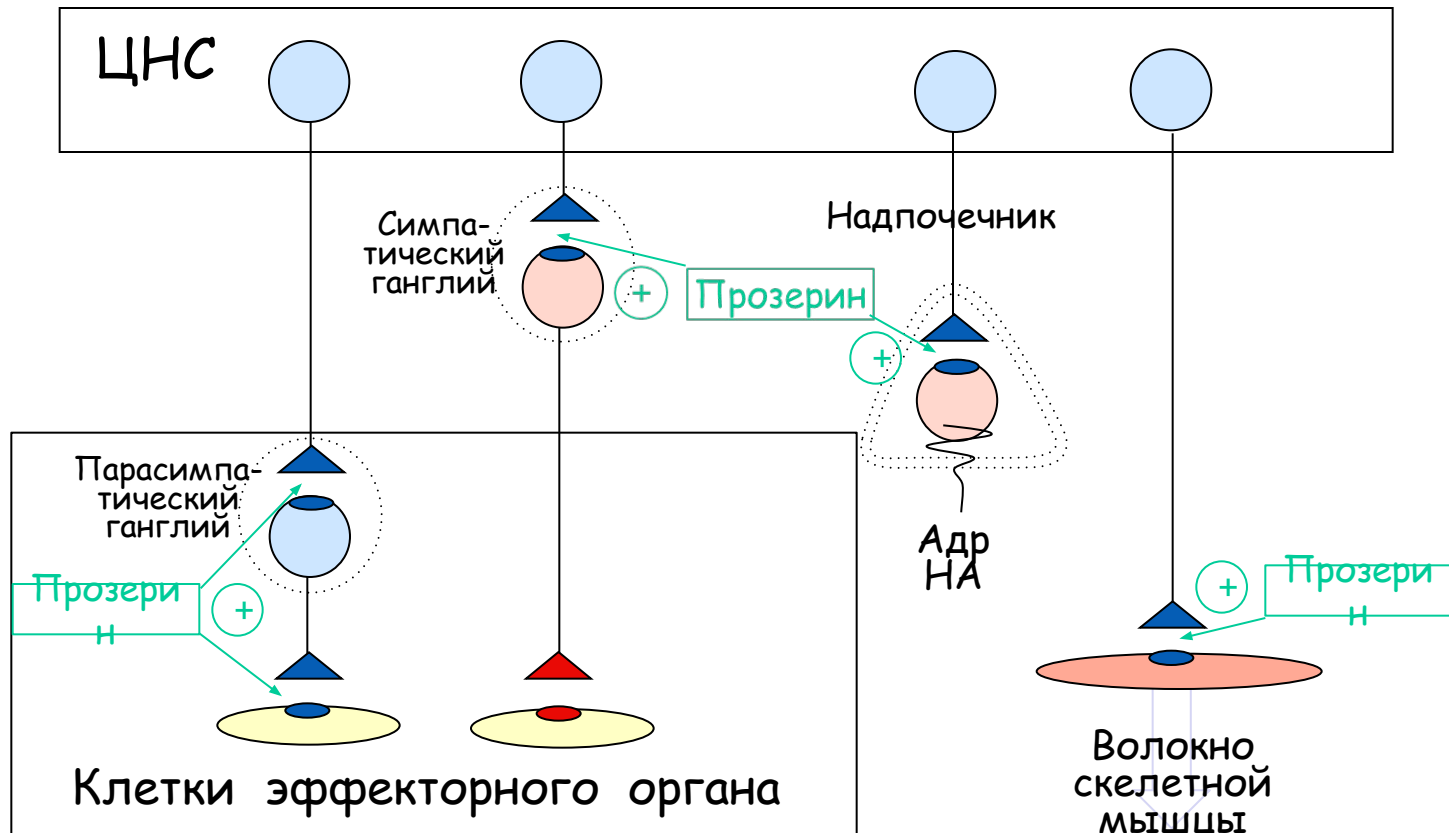 ЦНС
Симпа-
тический
ганглий
Надпочечник
+
Прозерин
+
Парасимпа-
тический
ганглий
Адр
НА
Прозери
н
+
+
Прозери
н
Волокно
скелетной
мышцы
Клетки эффекторного органа